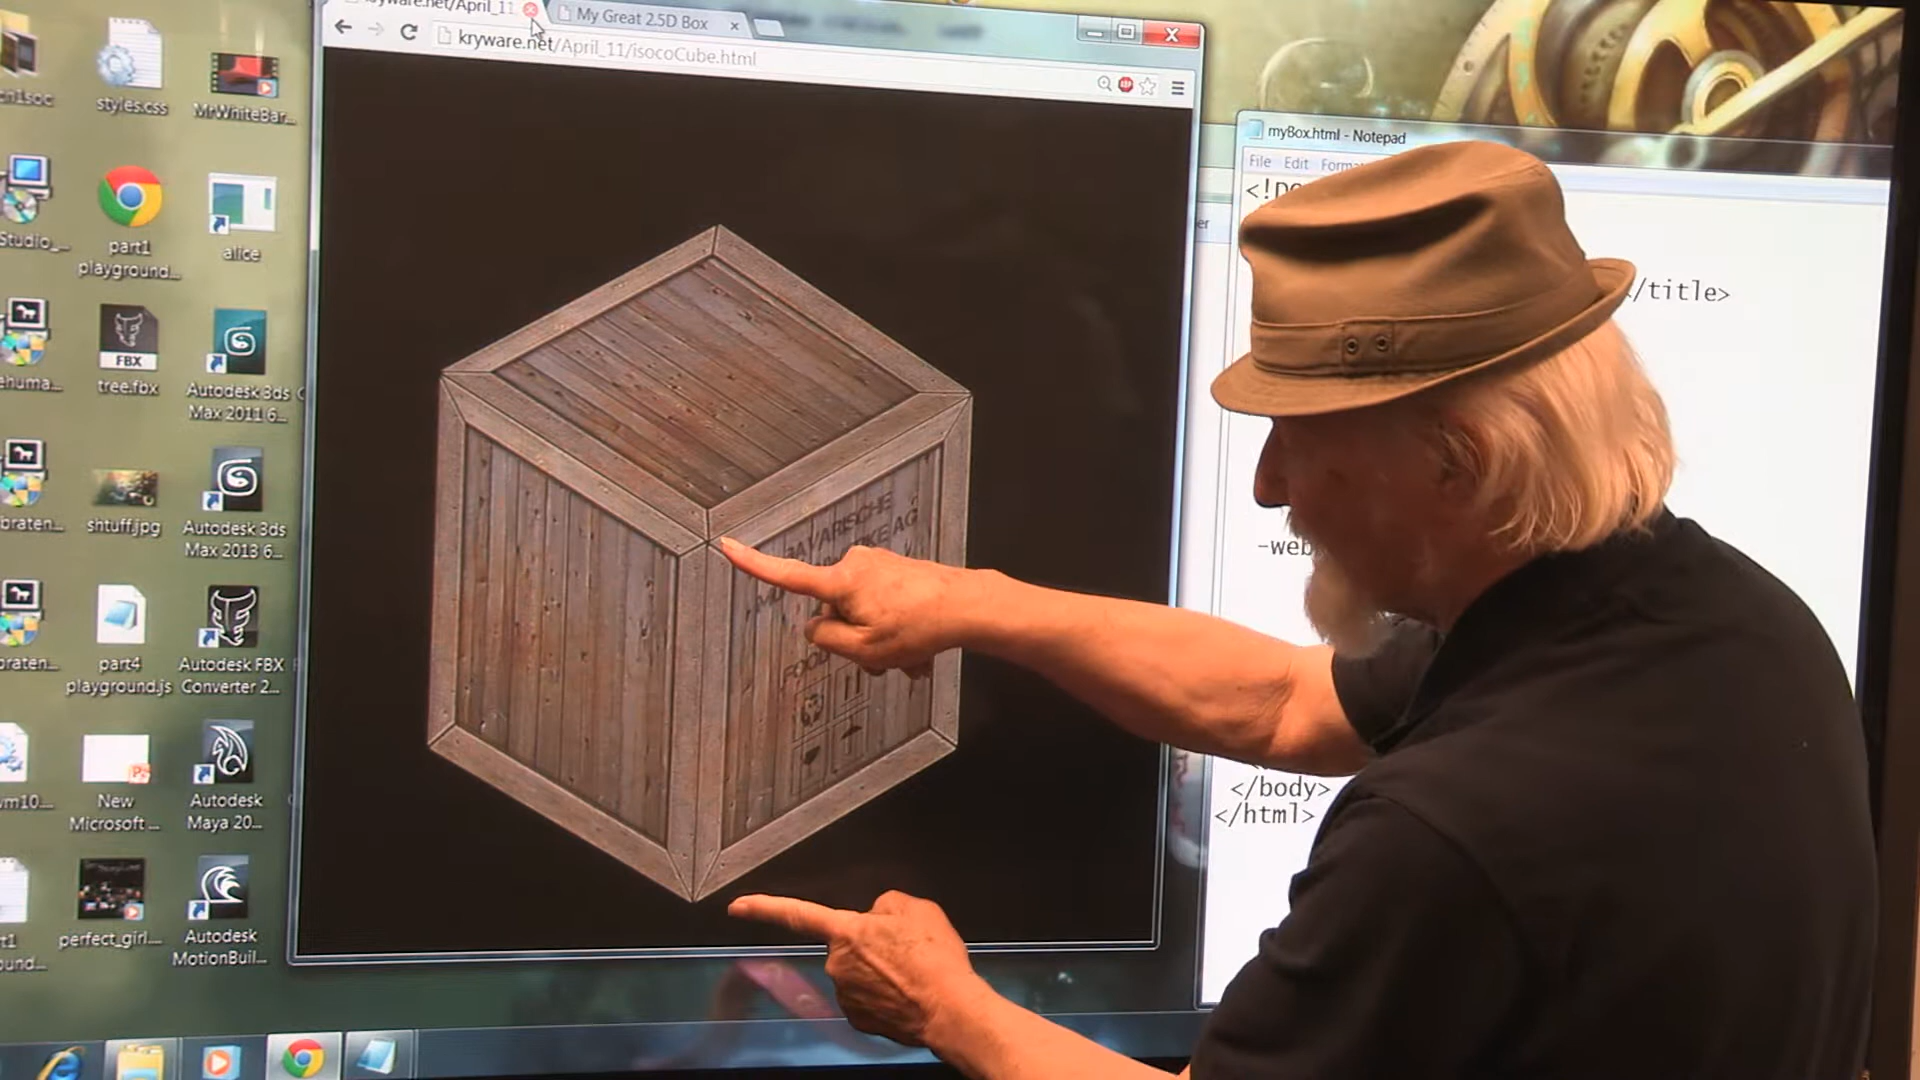 kryware.net/April_11
My Great 2.5D Box
kryware.net/April_11/isocoCube.html
myBox.html - Notepad
File Edit
</title>
-web
</body>
</html>
styles.css
MrWhiteBar...
Studio_...
part1
playground...
alice
FBX
tree.fbx
Autodesk 3ds
Max 2011 6...
shtuff.jpg
Autodesk 3ds
Max 2013 6...
part4
playground.js
Autodesk FBX
Converter 2...
New
Microsoft ...
Autodesk
Maya 20...
perfect_girl...
Autodesk
MotionBuil...
BAYARISCHE
AG